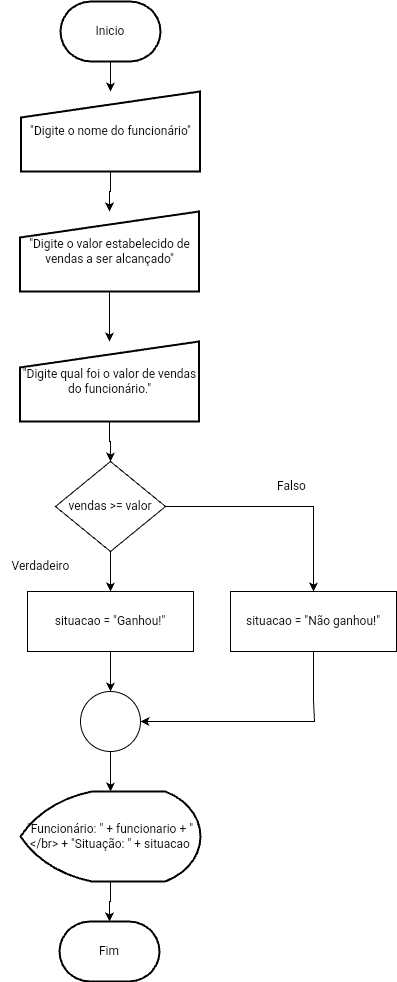 Inicio
"Digite o nome do funcionário"
"Digite o valor estabelecido de
vendas a ser alcançado"
"Digite qual foi o valor de vendas
do funcionário."
vendas >= valor
Falso
Verdadeiro
situacao = "Ganhou!"
situacao = "Não ganhou!"
"Funcionário: " + funcionario + "
</br> + "Situação: " + situacao
Fim